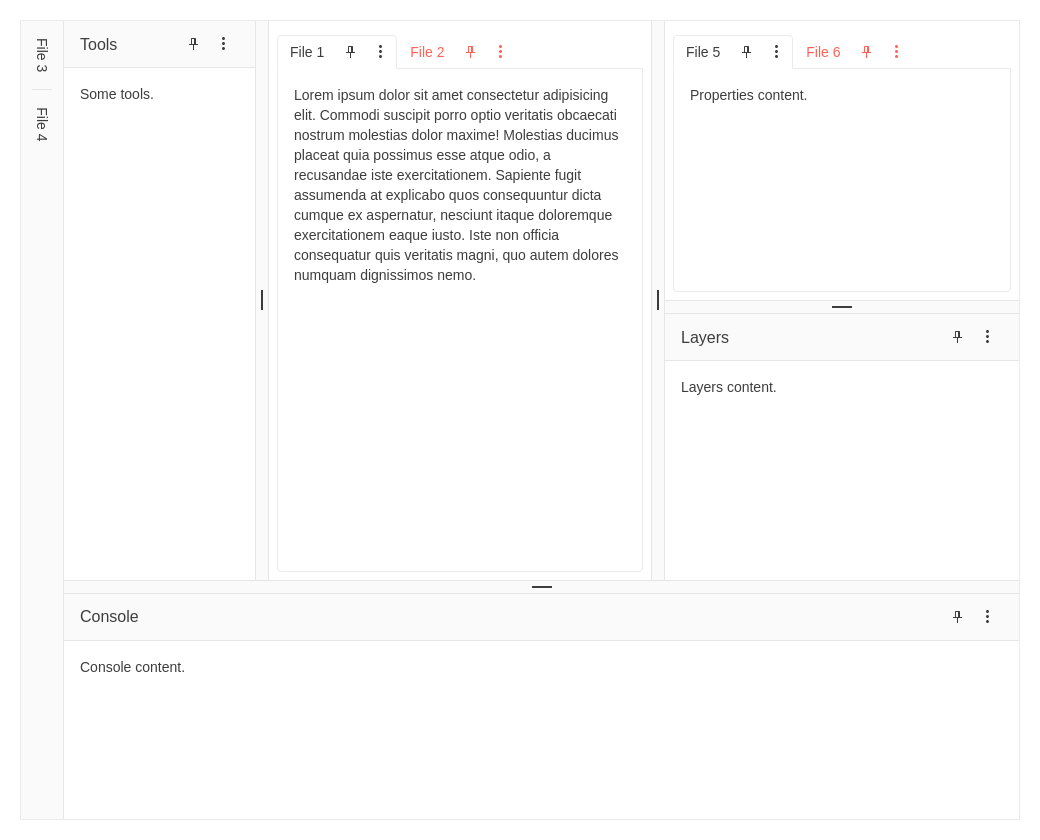 File 3
File 4
Tools
Some tools.
File 1
File 2
Lorem ipsum dolor sit amet consectetur adipisicing
elit. Commodi suscipit porro optio veritatis obcaecati
nostrum molestias dolor maxime! Molestias ducimus
placeat quia possimus esse atque odio, a
recusandae iste exercitationem. Sapiente fugit
assumenda at explicabo quos consequuntur dicta
cumque ex aspernatur, nesciunt itaque doloremque
exercitationem eaque iusto. Iste non officia
consequatur quis veritatis magni, quo autem dolores
numquam dignissimos nemo.
File 5
File 6
Properties content.
Layers
Layers content.
Console
Console content.